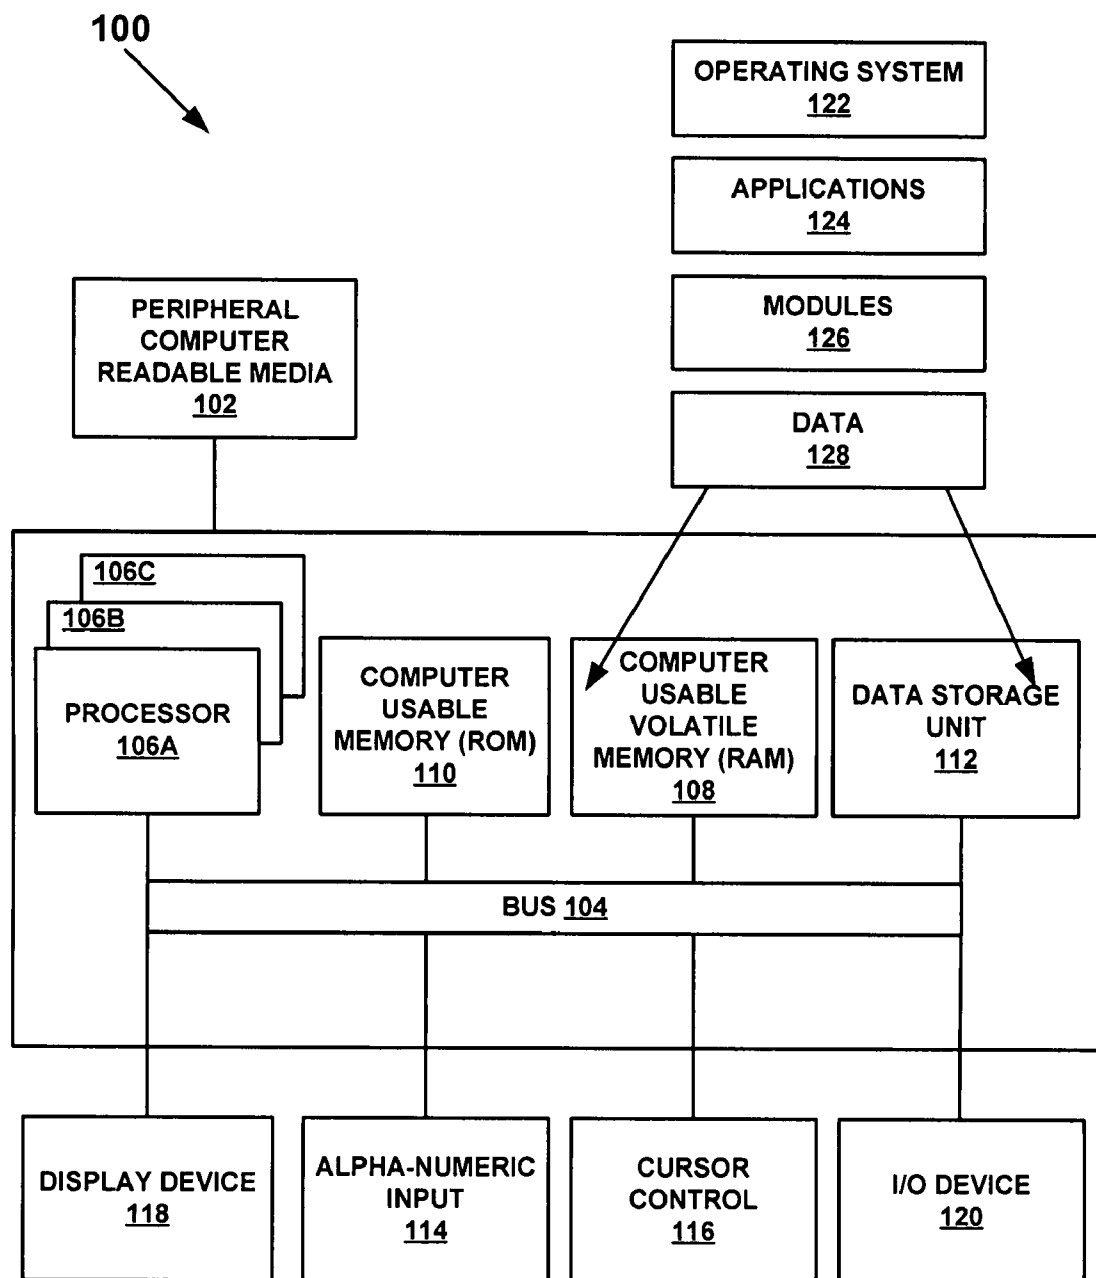 100
OPERATING SYSTEM
122
APPLICATIONS
124
MODULES
126
DATA
128
PERIPHERAL
COMPUTER
READABLE MEDIA
102
106C
106B
PROCESSOR
106A
COMPUTER
USABLE
MEMORY (ROM)
110
COMPUTER
USABLE
VOLATILE
MEMORY (RAM)
108
DATA STORAGE
UNIT
112
BUS 104
DISPLAY DEVICE
118
ALPHA-NUMERIC
INPUT
114
CURSOR
CONTROL
116
I/O DEVICE
120